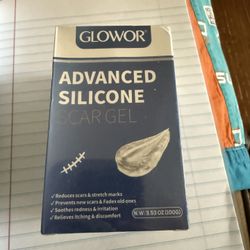 GLOWOR®
ADVANCED
SILICONE
SCAR GEL
✓Reduces scars & stretch marks
✓Prevents new scars & Fades old ones
✓Soothes redness & irritation
✓Relieves itching & discomfort
N.W. 3.53 OZ (100G)